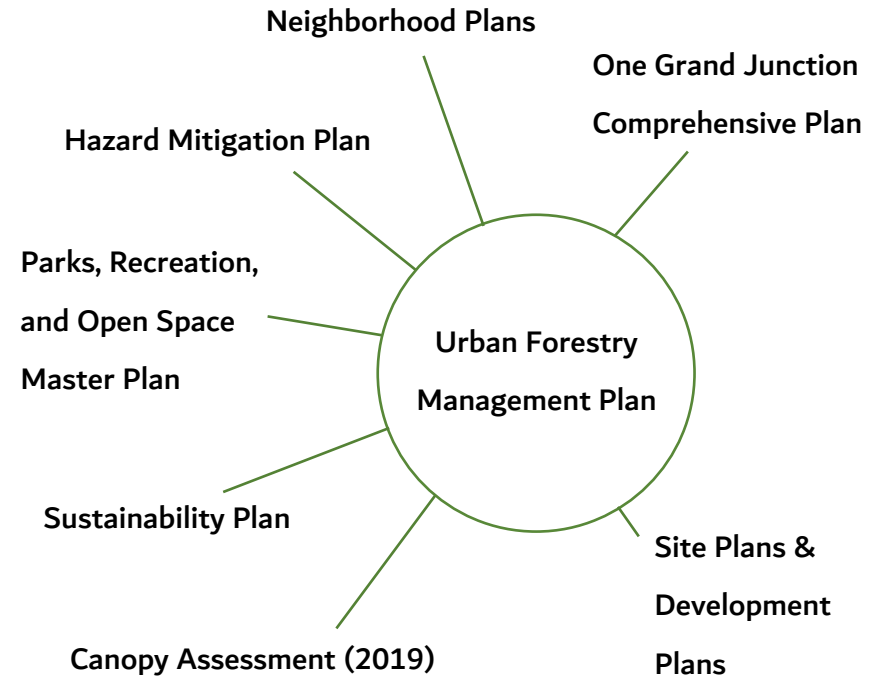 Neighborhood Plans
One Grand Junction
Comprehensive Plan
Hazard Mitigation Plan
Parks, Recreation,
and Open Space
Master Plan
Urban Forestry
Management Plan
Sustainability Plan
Site Plans &
Development
Plans
Canopy Assessment (2019)